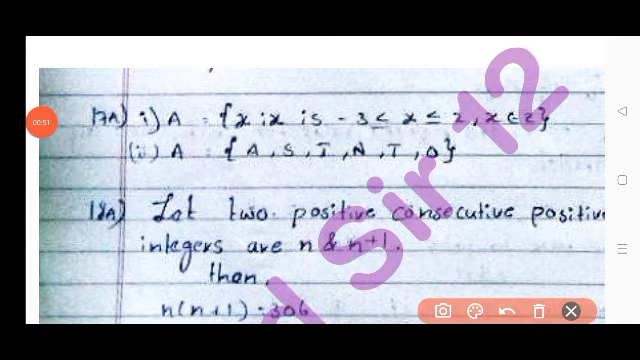 00:51
17A) i) A = {x : x is -3 < x ≤ 2, x ∈ z}
(ii) A = {A, S, I, N, T, O}
18A) Let two positive consecutive positive
integers are n & n+1.
then,
n(n+1) = 306
d Sir 12